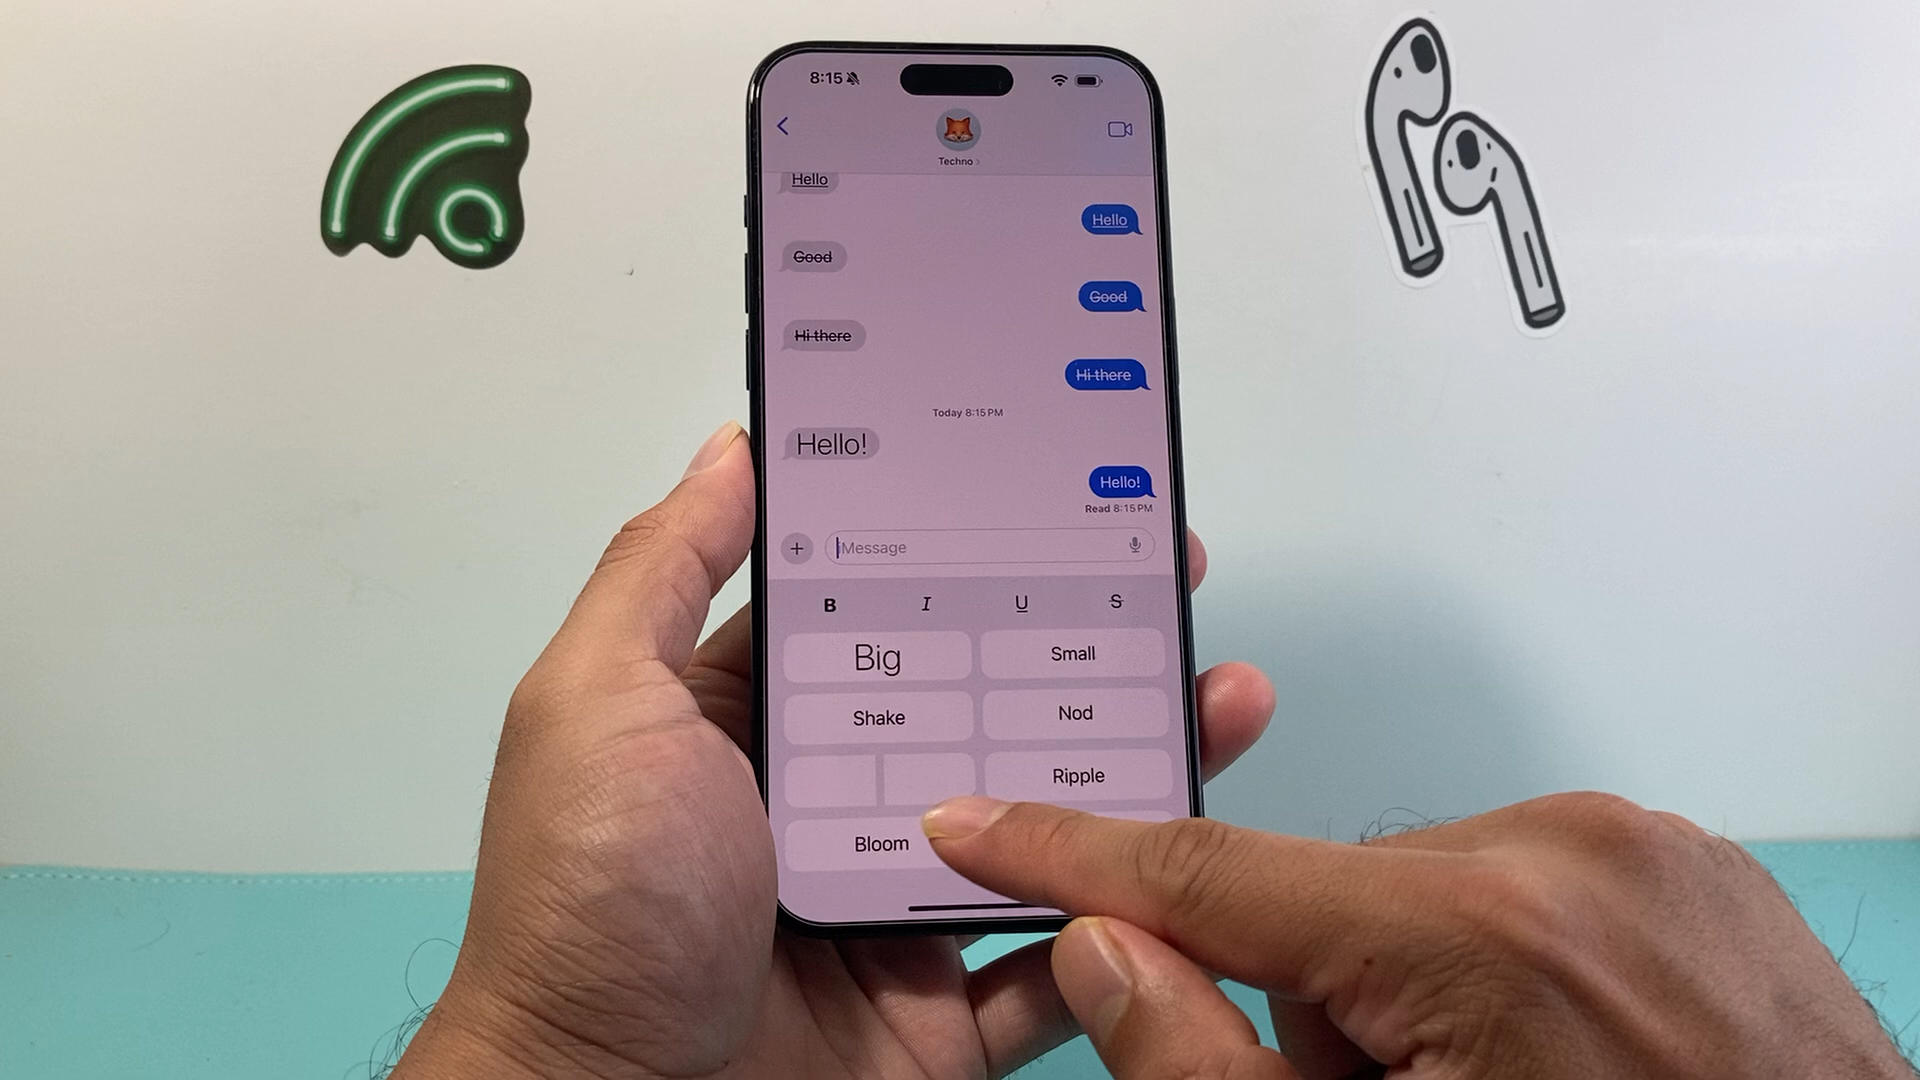 8:15
Techno
Hello
Hello
Good
Good
Hi there
Hi there
Today 8:15 PM
Hello!
Hello!
Read 8:15 PM
iMessage
B I U S
Big Small
Shake Nod
Ripple
Bloom